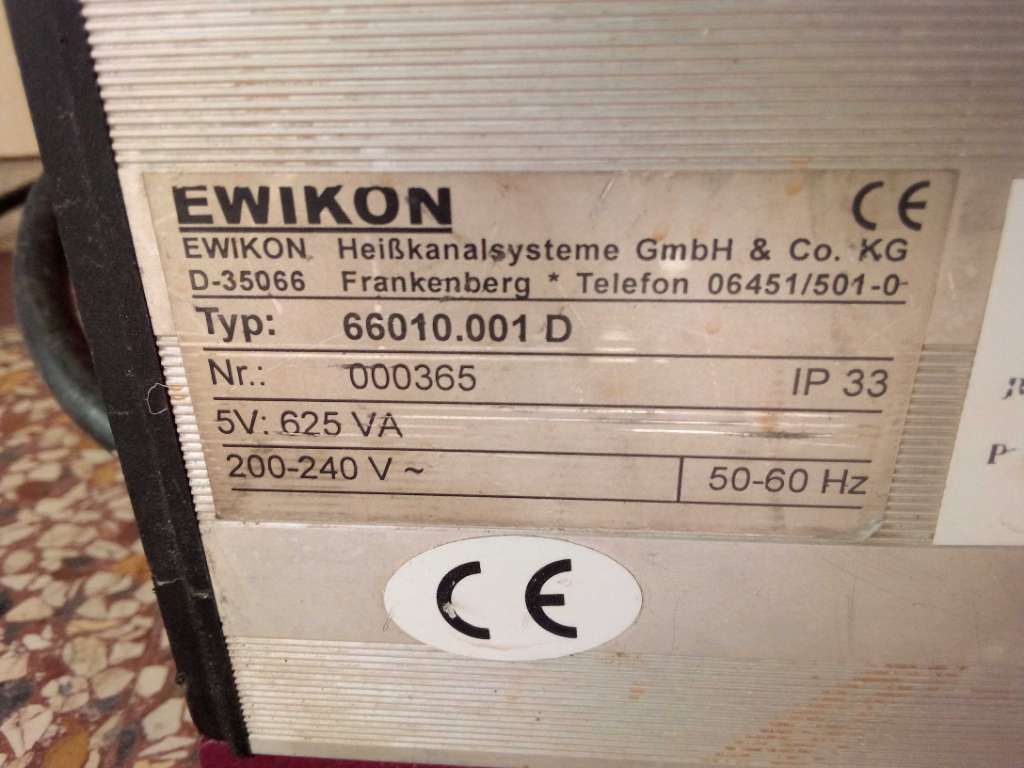 EWIKON CE
EWIKON Heißkanalsysteme GmbH & Co. KG
D-35066 Frankenberg * Telefon 06451/501-0
Typ: 66010.001 D
Nr.: 000365 IP 33
5V: 625 VA
200-240 V ~ 50-60 Hz
CE